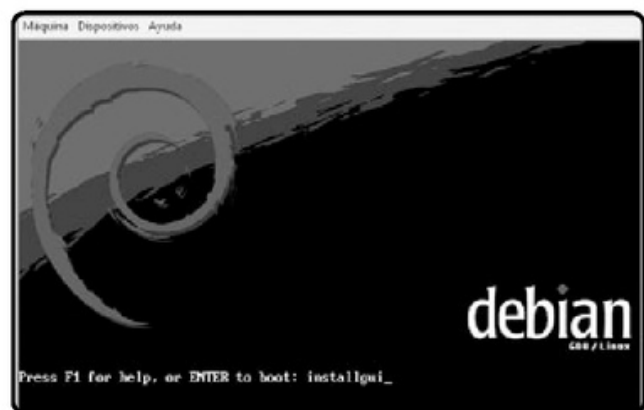 Máquina Dispositivos Ayuda
debian
GNU/Linux
Press F1 for help, or ENTER to boot: installgui_